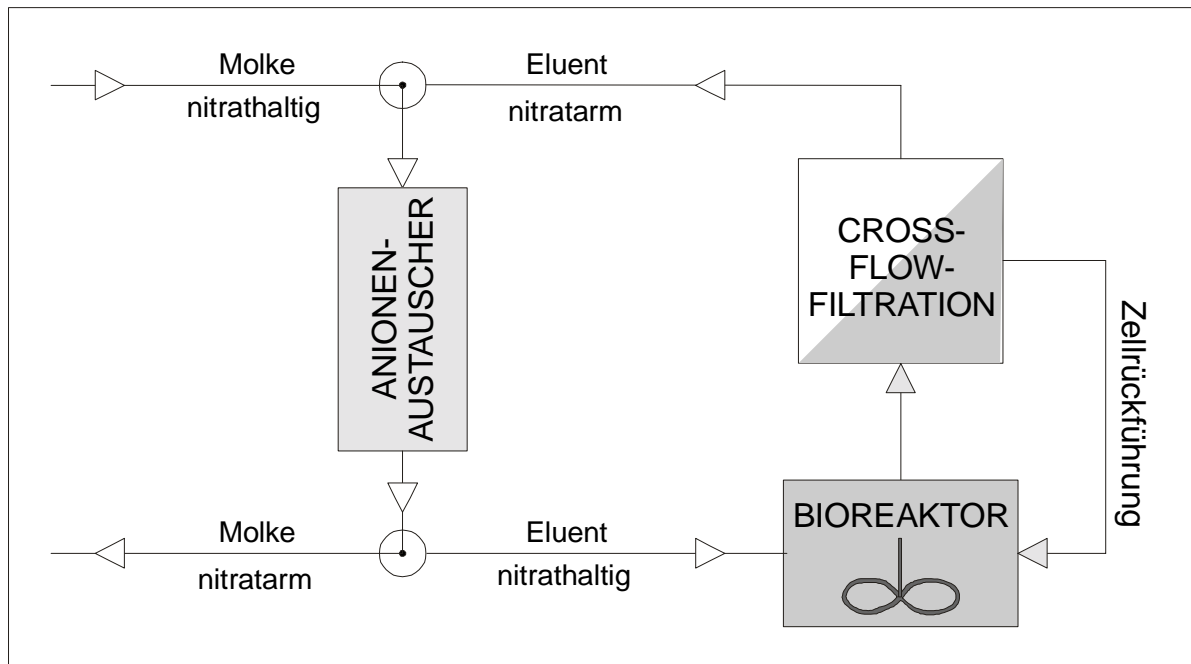 Molke
nitrathaltig
Eluent
nitratarm
ANIONEN-
AUSTAUSCHER
CROSS-
FLOW-
FILTRATION
Zellrückführung
Molke
nitratarm
Eluent
nitrathaltig
BIOREAKTOR